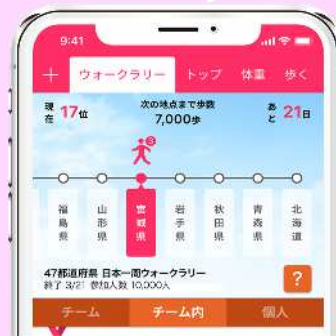 9:41
＋ ウォークラリー トップ 体重 歩く
現在 17位 次の地点まで歩数 あと 21日
7,000歩
3
福島県 山形県 宮城県 岩手県 秋田県 青森県 北海道
47都道府県 日本一周ウォークラリー
終了 3/21 参加人数 10,000人
?
チーム チーム内 個人